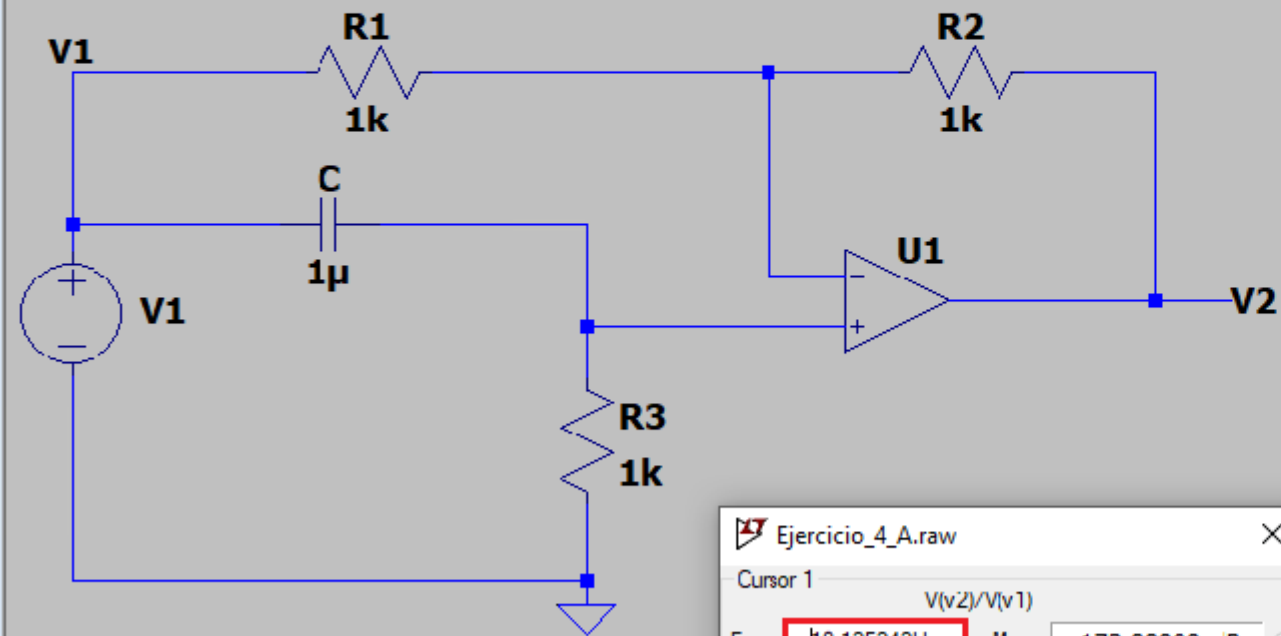 R1
R2
V1
1k
1k
C
U1
1µ
V1
V2
R3
1k
Ejercicio_4_A.raw
Cursor 1
V(v2)/V(v1)